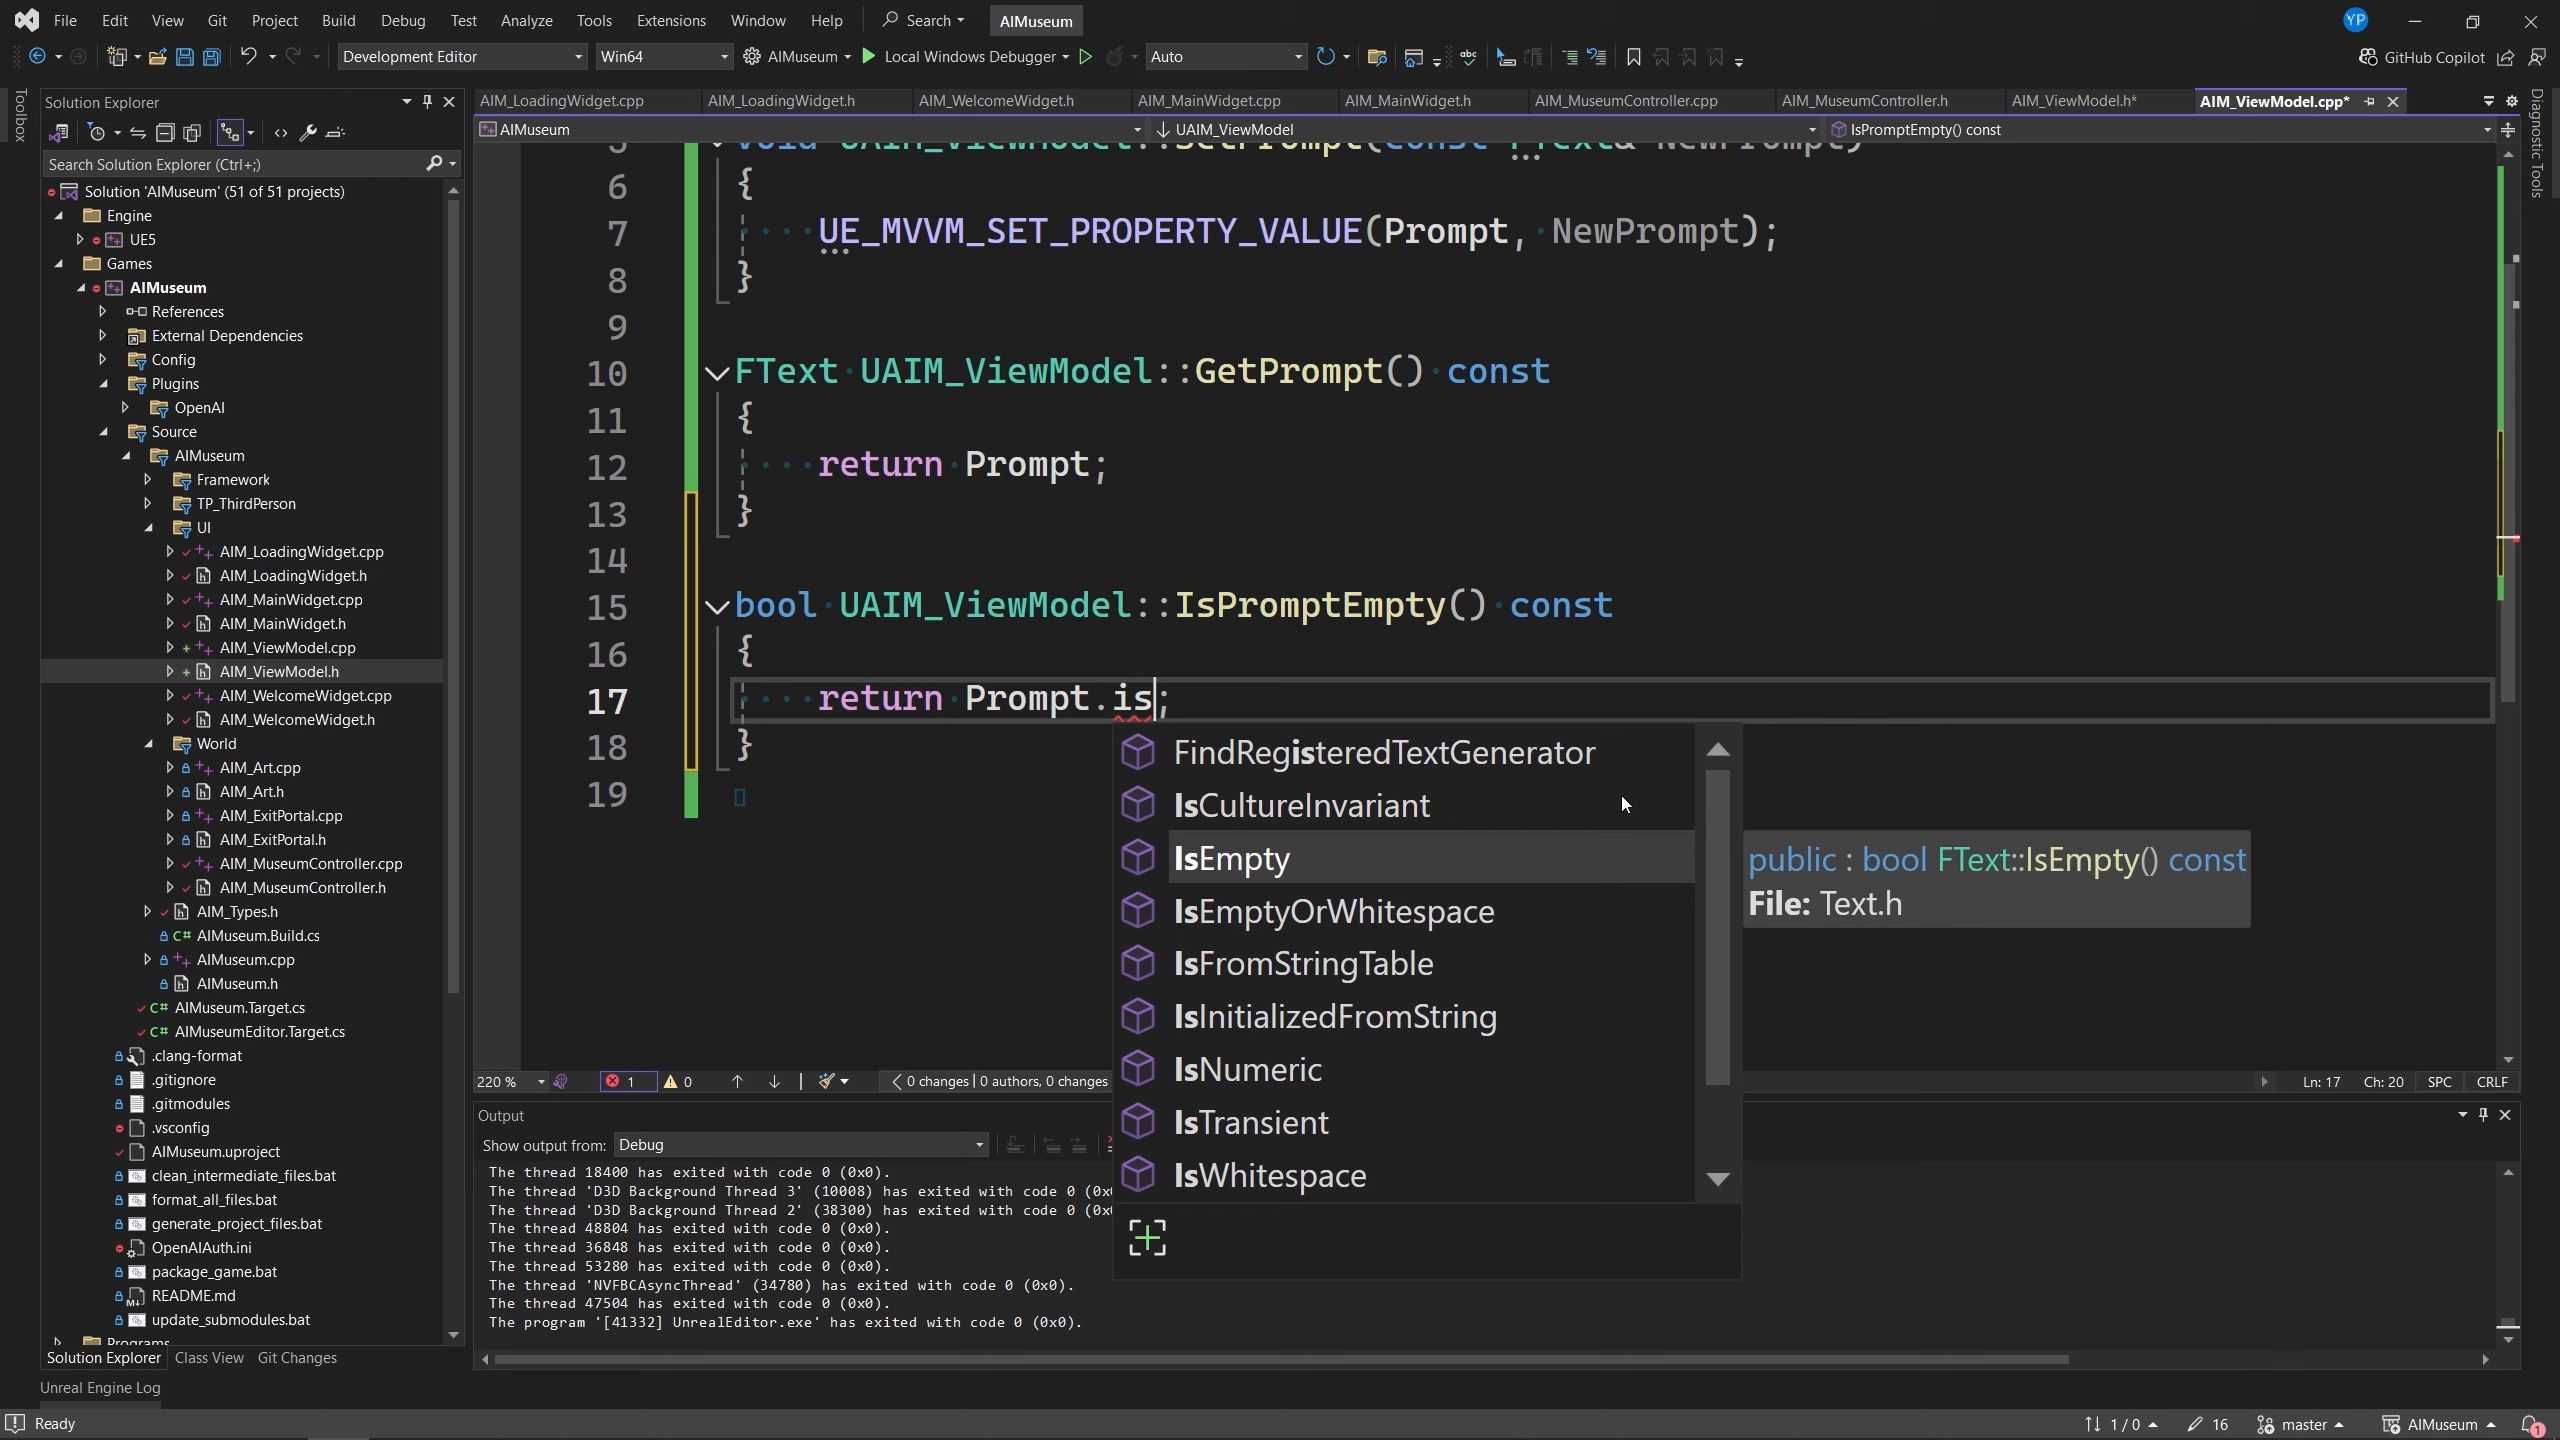 File Edit View Git Project Build Debug Test Analyze Tools Extensions Window Help Search AIMuseum YP
Development Editor Win64 AIMuseum Local Windows Debugger Auto GitHub Copilot
Toolbox
Solution Explorer
Search Solution Explorer (Ctrl+;)
Solution 'AIMuseum' (51 of 51 projects)
Engine
UE5
Games
AIMuseum
References
External Dependencies
Config
Plugins
OpenAI
Source
AIMuseum
Framework
TP_ThirdPerson
UI
AIM_LoadingWidget.cpp
AIM_LoadingWidget.h
AIM_MainWidget.cpp
AIM_MainWidget.h
AIM_ViewModel.cpp
AIM_ViewModel.h
AIM_WelcomeWidget.cpp
AIM_WelcomeWidget.h
World
AIM_Art.cpp
AIM_Art.h
AIM_ExitPortal.cpp
AIM_ExitPortal.h
AIM_MuseumController.cpp
AIM_MuseumController.h
AIM_Types.h
AIMuseum.Build.cs
AIMuseum.cpp
AIMuseum.h
AIMuseum.Target.cs
AIMuseumEditor.Target.cs
.clang-format
.gitignore
.gitmodules
.vsconfig
AIMuseum.uproject
clean_intermediate_files.bat
format_all_files.bat
generate_project_files.bat
OpenAIAuth.ini
package_game.bat
README.md
update_submodules.bat
Programs
Solution Explorer Class View Git Changes
AIM_LoadingWidget.cpp AIM_LoadingWidget.h AIM_WelcomeWidget.h AIM_MainWidget.cpp AIM_MainWidget.h AIM_MuseumController.cpp AIM_MuseumController.h AIM_ViewModel.h* AIM_ViewModel.cpp*
AIMuseum UAIM_ViewModel IsPromptEmpty() const
5 void UAIM_ViewModel::SetPrompt(const FText& NewPrompt)
6 {
7 UE_MVVM_SET_PROPERTY_VALUE(Prompt, NewPrompt);
8 }
9
10 FText UAIM_ViewModel::GetPrompt() const
11 {
12 return Prompt;
13 }
14
15 bool UAIM_ViewModel::IsPromptEmpty() const
16 {
17 return Prompt.is;
18 }
19
FindRegisteredTextGenerator
IsCultureInvariant
IsEmpty
IsEmptyOrWhitespace
IsFromStringTable
IsInitializedFromString
IsNumeric
IsTransient
IsWhitespace
public : bool FText::IsEmpty() const
File: Text.h
Diagnostic Tools
220 % 1 0 0 changes | 0 authors, 0 changes Ln: 17 Ch: 20 SPC CRLF
Output
Show output from: Debug
The thread 18400 has exited with code 0 (0x0).
The thread 'D3D Background Thread 3' (10008) has exited with code 0 (0x
The thread 'D3D Background Thread 2' (38300) has exited with code 0 (0x
The thread 48804 has exited with code 0 (0x0).
The thread 36848 has exited with code 0 (0x0).
The thread 53280 has exited with code 0 (0x0).
The thread 'NVFBCAsyncThread' (34780) has exited with code 0 (0x0).
The thread 47504 has exited with code 0 (0x0).
The program '[41332] UnrealEditor.exe' has exited with code 0 (0x0).
Unreal Engine Log
Ready 1 / 0 16 master AIMuseum 1